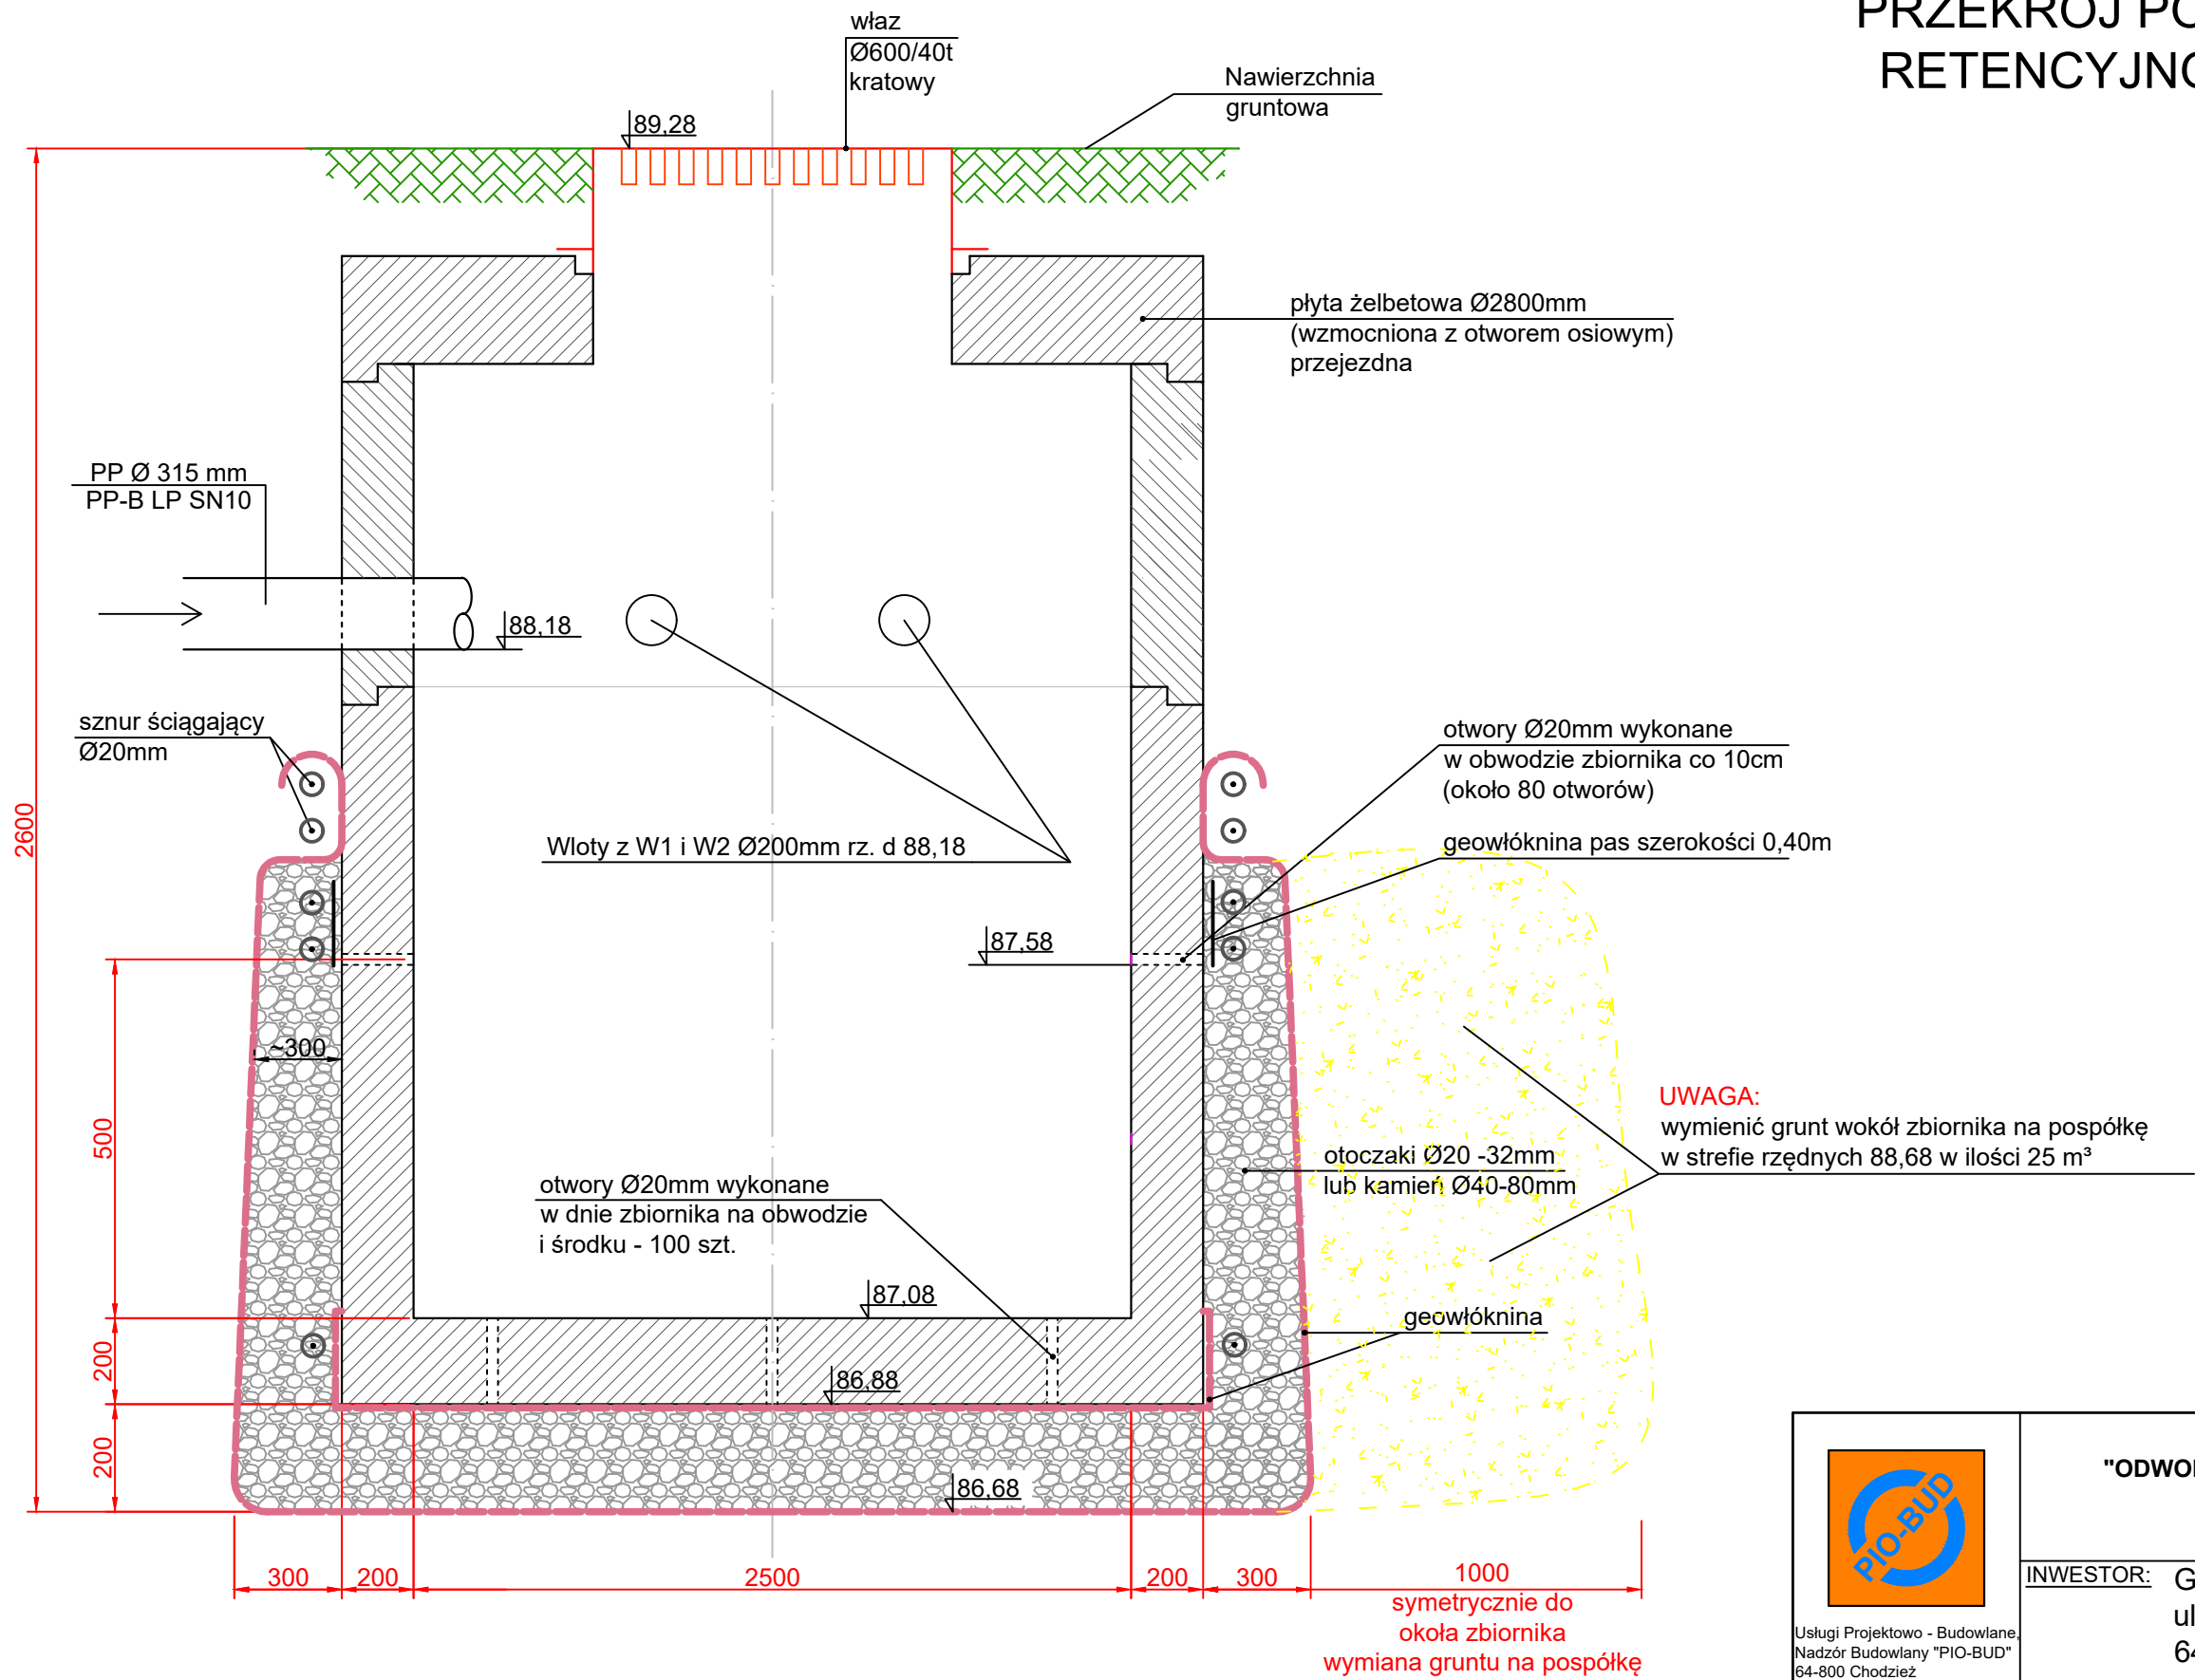 PRZEKRÓJ
RETENCYJNO
właz
Ø600/40t
kratowy
Nawierzchnia
gruntowa
89,28
płyta żelbetowa Ø2800mm
(wzmocniona z otworem osiowym)
przejezdna
PP Ø 315 mm
PP-B LP SN10
88,18
sznur ściągający
Ø20mm
otwory Ø20mm wykonane
w obwodzie zbiornika co 10cm
(około 80 otworów)
2600
Wloty z W1 i W2 Ø200mm rz. d 88,18
geowłóknina pas szerokości 0,40m
87,58
~300
500
UWAGA:
wymienić grunt wokół zbiornika na pospółkę
w strefie rzędnych 88,68 w ilości 25 m³
otoczaki Ø20 -32mm
lub kamień Ø40-80mm
otwory Ø20mm wykonane
w dnie zbiornika na obwodzie
i środku - 100 szt.
87,08
geowłóknina
200
86,88
200
86,68
300 200 2500 200 300 1000
symetrycznie do
okoła zbiornika
wymiana gruntu na pospółkę
PIO-BUD
"ODWO
INWESTOR: G
ul
64
Usługi Projektowo - Budowlane,
Nadzór Budowlany "PIO-BUD"
64-800 Chodzież